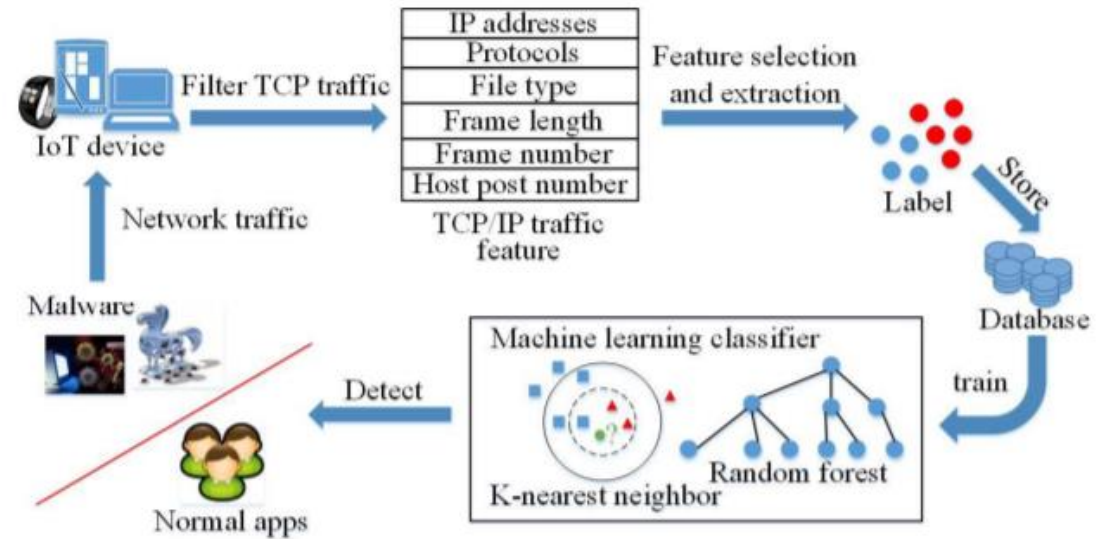 IP addresses
Protocols
File type
Frame length
Frame number
Host post number
TCP/IP traffic
feature
Filter TCP traffic
IoT device
Feature selection
and extraction
Label
Store
Database
train
Machine learning classifier
?
K-nearest neighbor
Random forest
Detect
Network traffic
Malware
Normal apps